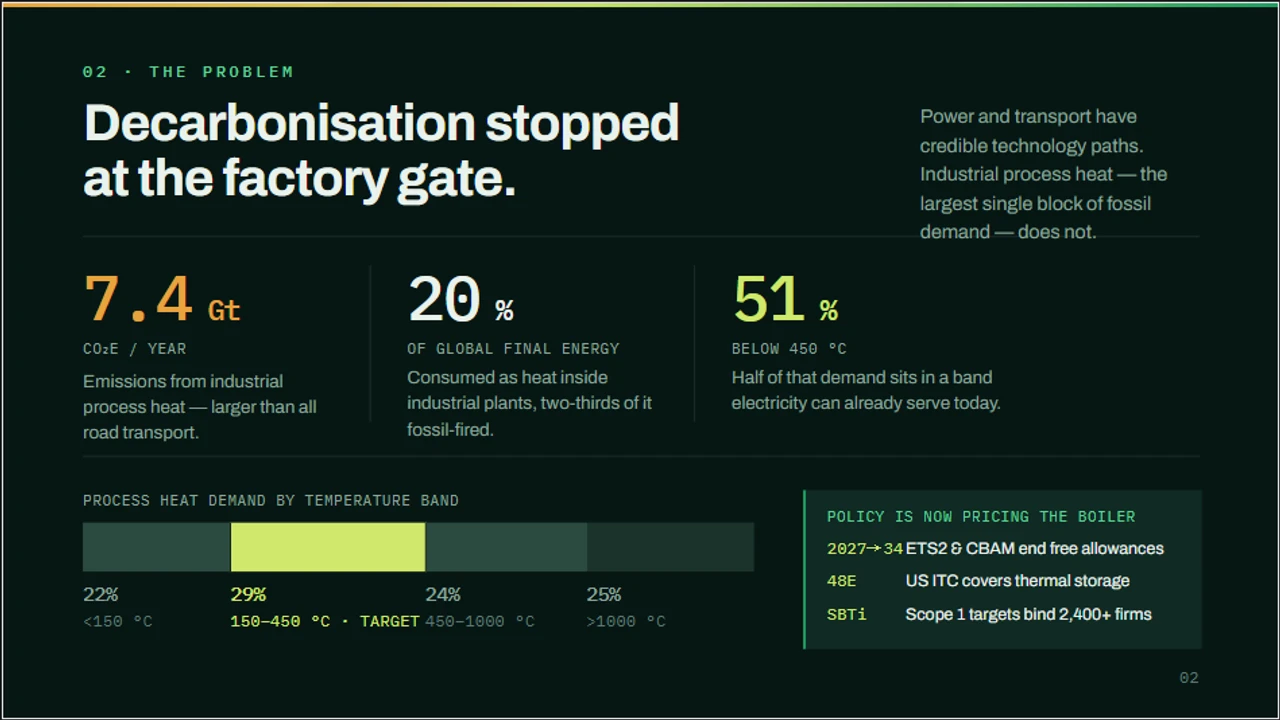 02 · THE PROBLEM
Decarbonisation stopped
at the factory gate.
Power and transport have
credible technology paths.
Industrial process heat — the
largest single block of fossil
demand — does not.
7.4 Gt
CO₂E / YEAR
Emissions from industrial
process heat — larger than all
road transport.
20 %
OF GLOBAL FINAL ENERGY
Consumed as heat inside
industrial plants, two-thirds of it
fossil-fired.
51 %
BELOW 450 °C
Half of that demand sits in a band
electricity can already serve today.
PROCESS HEAT DEMAND BY TEMPERATURE BAND
22%
<150 °C
29%
150–450 °C · TARGET
24%
450–1000 °C
25%
>1000 °C
POLICY IS NOW PRICING THE BOILER
2027→34 ETS2 & CBAM end free allowances
48E US ITC covers thermal storage
SBTi Scope 1 targets bind 2,400+ firms
02